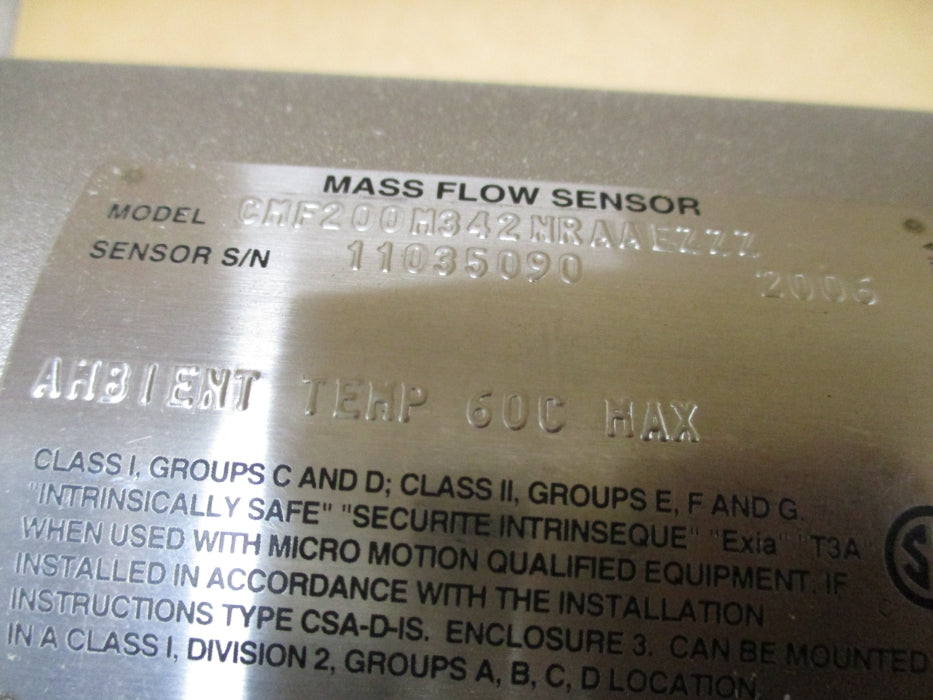 MASS FLOW SENSOR
MODEL CMF200M342NRAAEZZZ
SENSOR S/N 11035090 2006
AMBIENT TEMP 60C MAX
CLASS I, GROUPS C AND D; CLASS II, GROUPS E, F AND G.
"INTRINSICALLY SAFE" "SECURITE INTRINSEQUE" "Exia" "T3A"
WHEN USED WITH MICRO MOTION QUALIFIED EQUIPMENT, IF
INSTALLED IN ACCORDANCE WITH THE INSTALLATION
INSTRUCTIONS TYPE CSA-D-IS. ENCLOSURE 3. CAN BE MOUNTED
IN A CLASS I, DIVISION 2, GROUPS A, B, C, D LOCATION